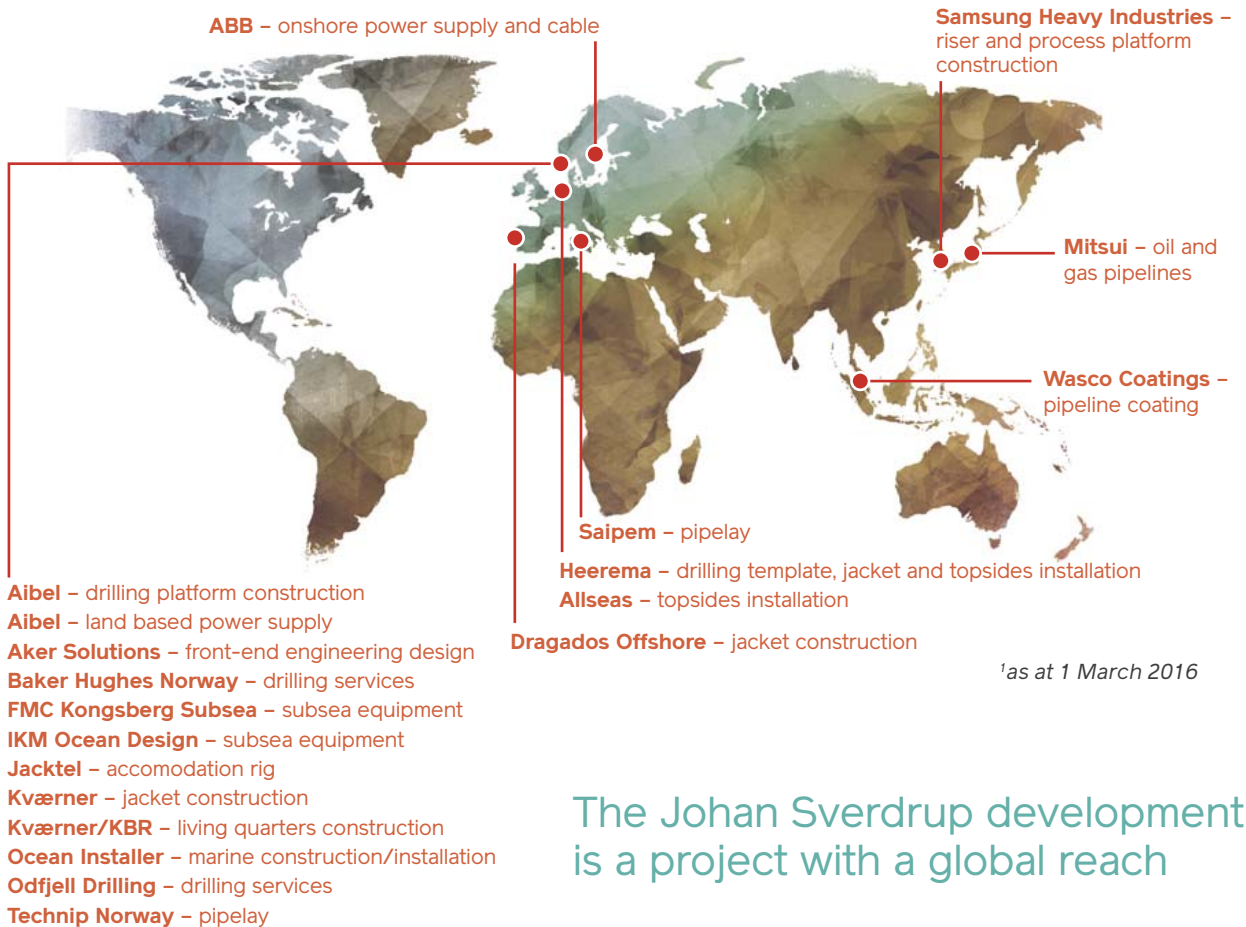 ABB – onshore power supply and cable
Samsung Heavy Industries –
riser and process platform
construction
Mitsui – oil and
gas pipelines
Wasco Coatings –
pipeline coating
Saipem – pipelay
Heerema – drilling template, jacket and topsides installation
Allseas – topsides installation
Dragados Offshore – jacket construction
¹as at 1 March 2016
Aibel – drilling platform construction
Aibel – land based power supply
Aker Solutions – front-end engineering design
Baker Hughes Norway – drilling services
FMC Kongsberg Subsea – subsea equipment
IKM Ocean Design – subsea equipment
Jacktel – accomodation rig
Kværner – jacket construction
Kværner/KBR – living quarters construction
Ocean Installer – marine construction/installation
Odfjell Drilling – drilling services
Technip Norway – pipelay
The Johan Sverdrup development
is a project with a global reach